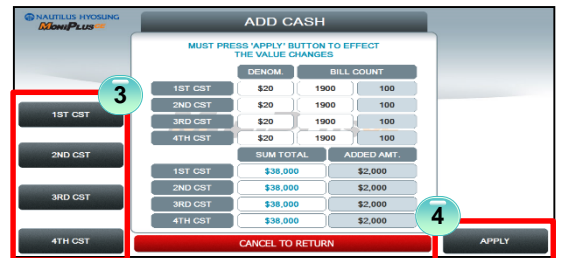 NAUTILUS HYOSUNG
MoniPlus
ADD CASH
MUST PRESS 'APPLY' BUTTON TO EFFECT
THE VALUE CHANGES
DENOM. BILL COUNT
1ST CST $20 1900 100
2ND CST $20 1900 100
3RD CST $20 1900 100
4TH CST $20 1900 100
SUM TOTAL ADDED AMT.
1ST CST $38,000 $2,000
2ND CST $38,000 $2,000
3RD CST $38,000 $2,000
4TH CST $38,000 $2,000
CANCEL TO RETURN
3
1ST CST
2ND CST
3RD CST
4TH CST
4
APPLY